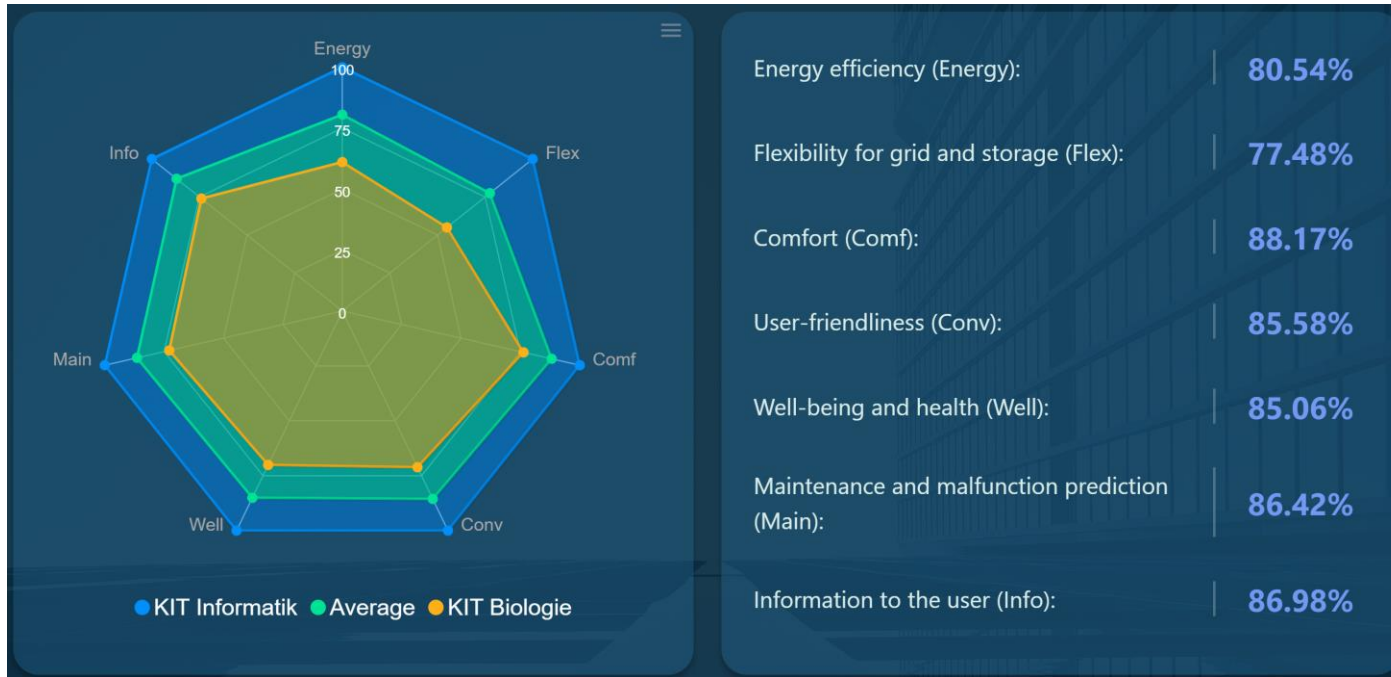 Energy
100
Info
Flex
75
50
25
0
Main
Comf
Well
Conv
KIT Informatik Average KIT Biologie
Energy efficiency (Energy): 80.54%
Flexibility for grid and storage (Flex): 77.48%
Comfort (Comf): 88.17%
User-friendliness (Conv): 85.58%
Well-being and health (Well): 85.06%
Maintenance and malfunction prediction
(Main): 86.42%
Information to the user (Info): 86.98%